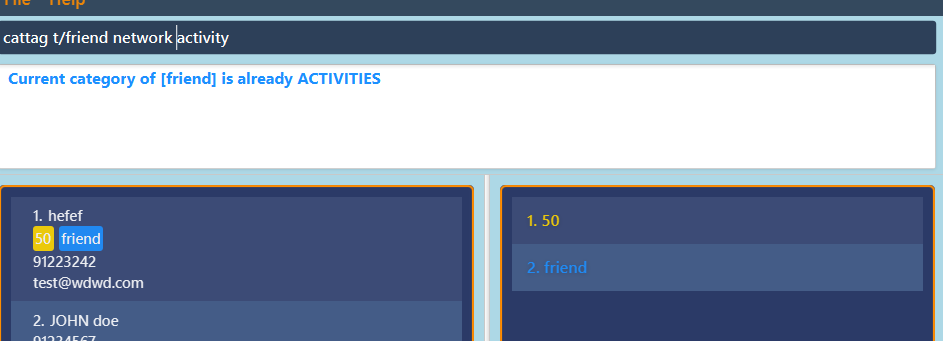 File Help
cattag t/friend network activity
Current category of [friend] is already ACTIVITIES
1. hefef
50 friend
91223242
test@wdwd.com
2. JOHN doe
91234567
1. 50
2. friend